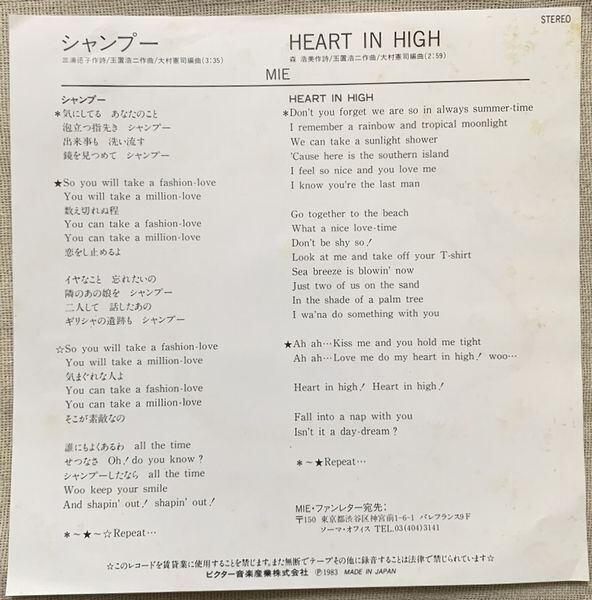 STEREO
シャンプー
三浦徳子作詩/玉置浩二作曲/大村憲司編曲(3:35)
HEART IN HIGH
森 浩美作詩/玉置浩二作曲/大村憲司編曲(2:59)
MIE
シャンプー
*気にしてる あなたのこと
泡立つ指先き シャンプー
出来事も 洗い流す
鏡を見つめて シャンプー
★So you will take a fashion-love
You will take a million-love
数え切れぬ程
You can take a fashion-love
You can take a million-love
恋をし止めるよ
イヤなこと 忘れたいの
隣のあの娘を シャンプー
二人して 話したあの
ギリシャの遺跡も シャンプー
☆So you will take a fashion-love
You will take a million-love
気まぐれな人よ
You can take a fashion-love
You can take a million-love
そこが素敵なの
誰にもよくあるわ all the time
せつなさ Oh! do you know?
シャンプーしたなら all the time
Woo keep your smile
And shapin' out! shapin' out!
*~★~☆Repeat…
HEART IN HIGH
*Don't you forget we are so in always summer-time
I remember a rainbow and tropical moonlight
We can take a sunlight shower
'Cause here is the southern island
I feel so nice and you love me
I know you're the last man
Go together to the beach
What a nice love-time
Don't be shy so!
Look at me and take off your T-shirt
Sea breeze is blowin' now
Just two of us on the sand
In the shade of a palm tree
I wa'na do something with you
★Ah ah…Kiss me and you hold me tight
Ah ah…Love me do my heart in high! woo…
Heart in high! Heart in high!
Fall into a nap with you
Isn't it a day-dream?
*~★Repeat…
MIE・ファンレター宛先;
〒150 東京都渋谷区神宮前1-6-1 パレフランス9F
ソーマ・オフィス TEL.03(404)3141
☆このレコードを賃貸業に使用することを禁じます。また無断でテープその他に録音することは法律で禁じられています☆
ビクター音楽産業株式会社 ℗1983 MADE IN JAPAN